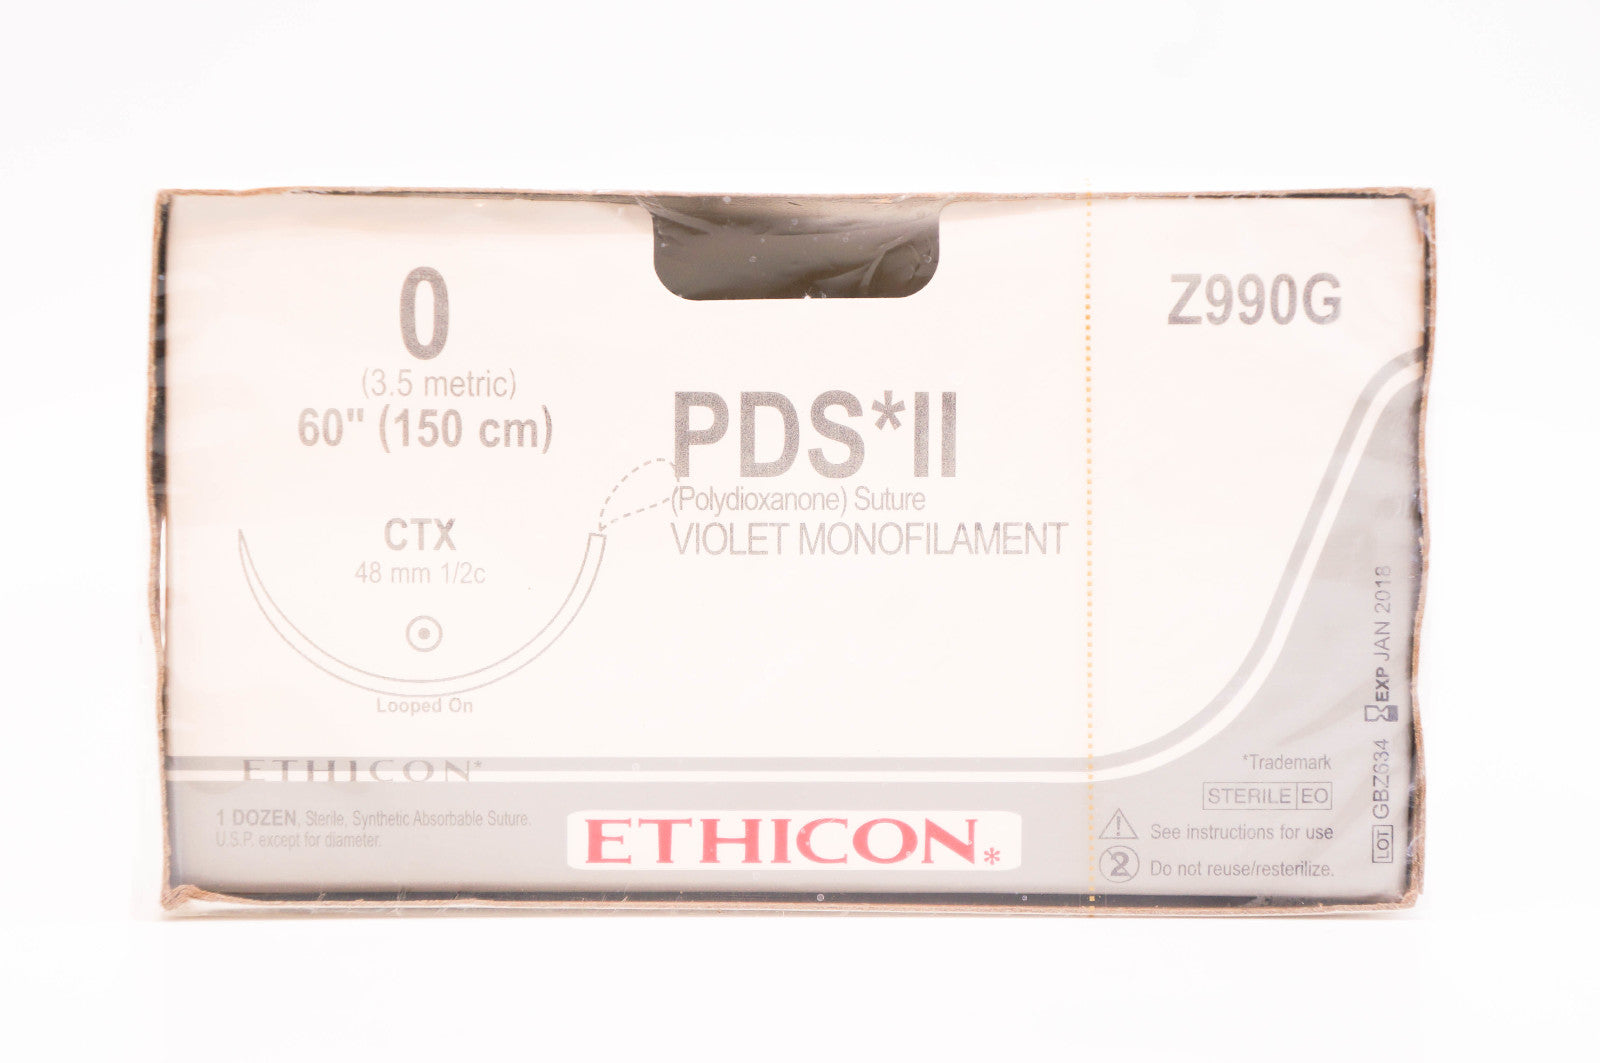 0
(3.5 metric)
60" (150 cm)
CTX
48 mm 1/2c
Looped On
PDS*II
(Polydioxanone) Suture
VIOLET MONOFILAMENT
Z990G
ETHICON*
1 DOZEN, Sterile, Synthetic Absorbable Suture.
U.S.P. except for diameter.
ETHICON*
*Trademark
STERILE EO
See instructions for use
2 Do not reuse/resterilize.
LOT GBZ634 EXP JAN 2018